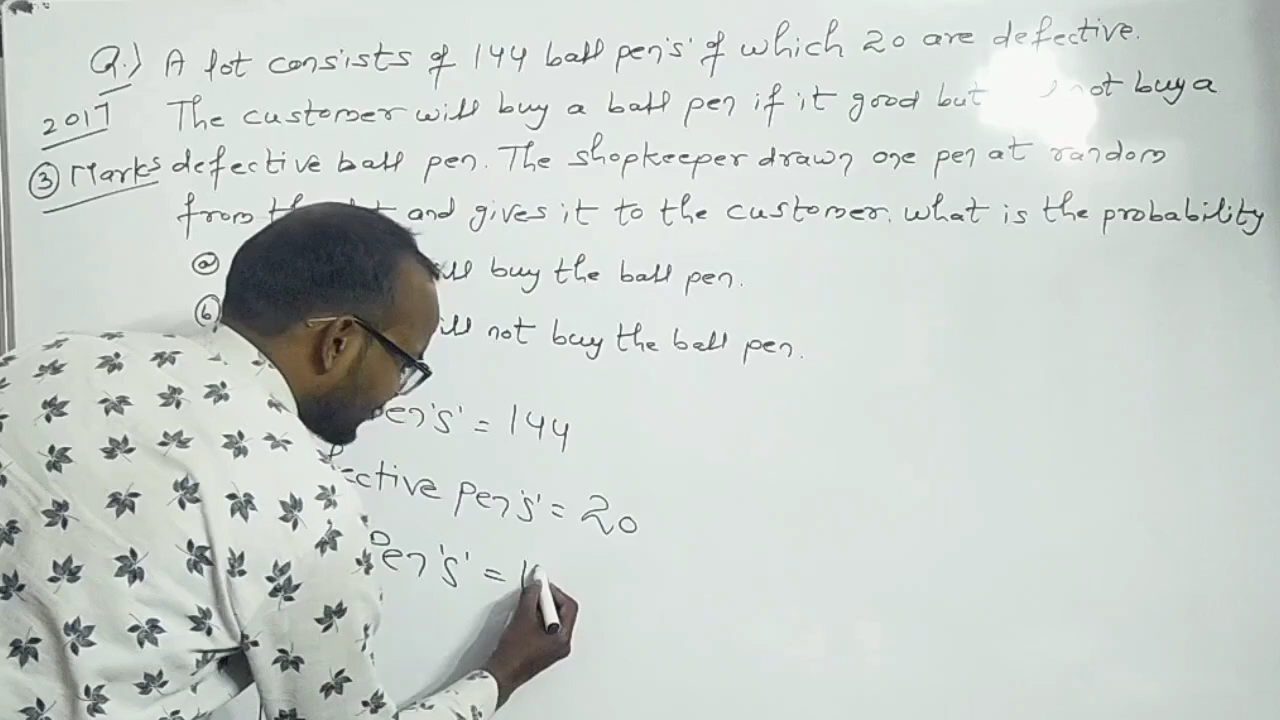 Q.) A lot consists of 144 ball pen's' of which 20 are defective.
2017 The customer will buy a ball pen if it good but not buy a
③ Marks defective ball pen. The shopkeeper drawn one pen at random
from and gives it to the customer. what is the probability
ⓐ buy the ball pen.
ⓑ not buy the ball pen.
pen's' = 144
pen's' = 20
Pen's' = 1